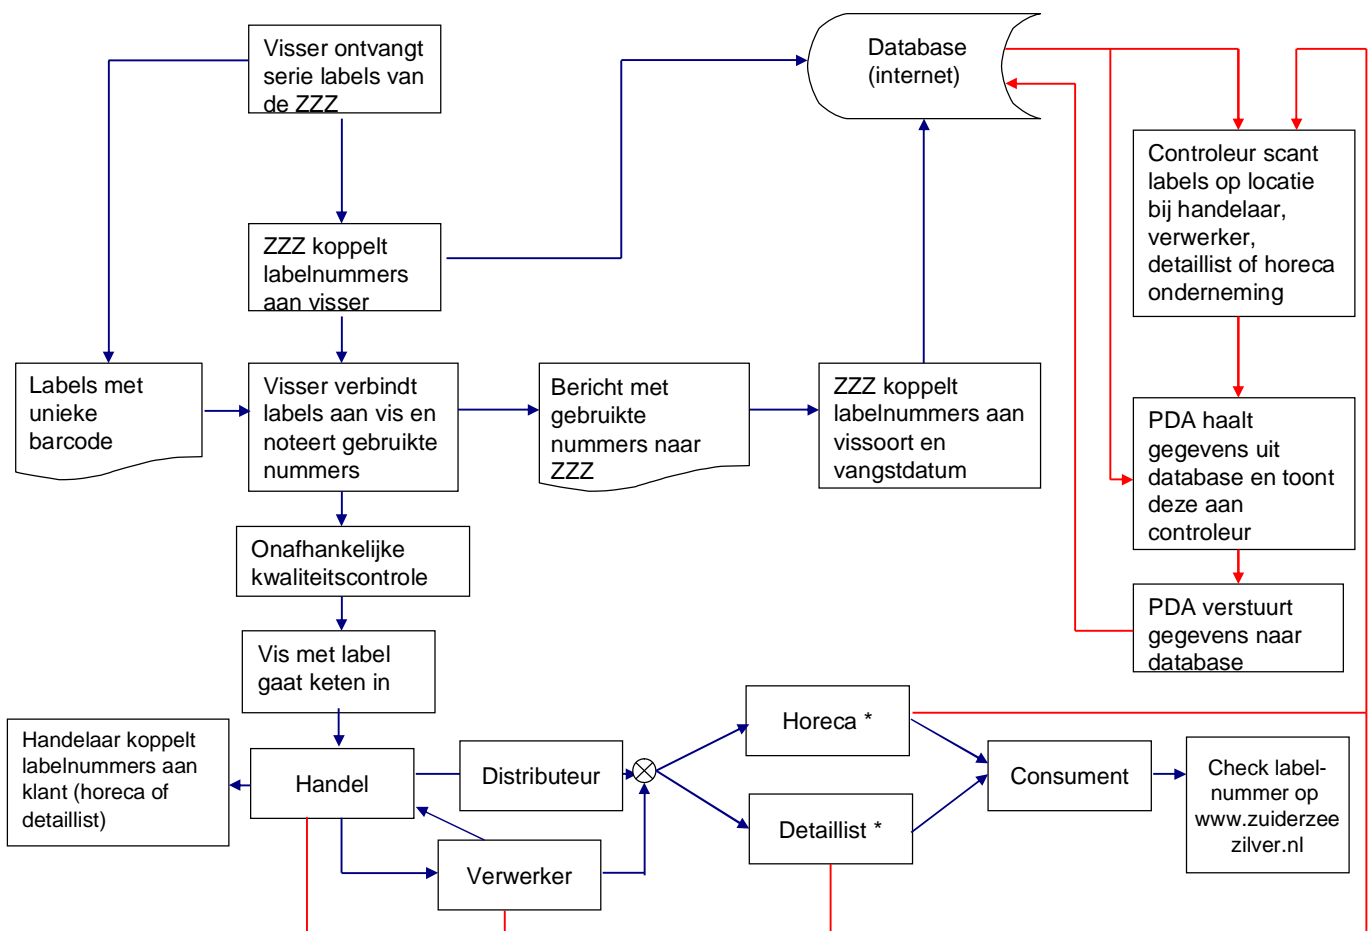 Visser ontvangt
serie labels van
de ZZZ
Database
(internet)
Controleur scant
labels op locatie
bij handelaar,
verwerker,
detaillist of horeca
onderneming
ZZZ koppelt
labelnummers
aan visser
Labels met
unieke
barcode
Visser verbindt
labels aan vis en
noteert gebruikte
nummers
Bericht met
gebruikte
nummers naar
ZZZ
ZZZ koppelt
labelnummers aan
vissoort en
vangstdatum
PDA haalt
gegevens uit
database en toont
deze aan
controleur
Onafhankelijke
kwaliteitscontrole
PDA verstuurt
gegevens naar
database
Vis met label
gaat keten in
Handelaar koppelt
labelnummers aan
klant (horeca of
detaillist)
Handel
Distributeur
Verwerker
Horeca *
Detaillist *
Consument
Check label-
nummer op
www.zuiderzee
zilver.nl